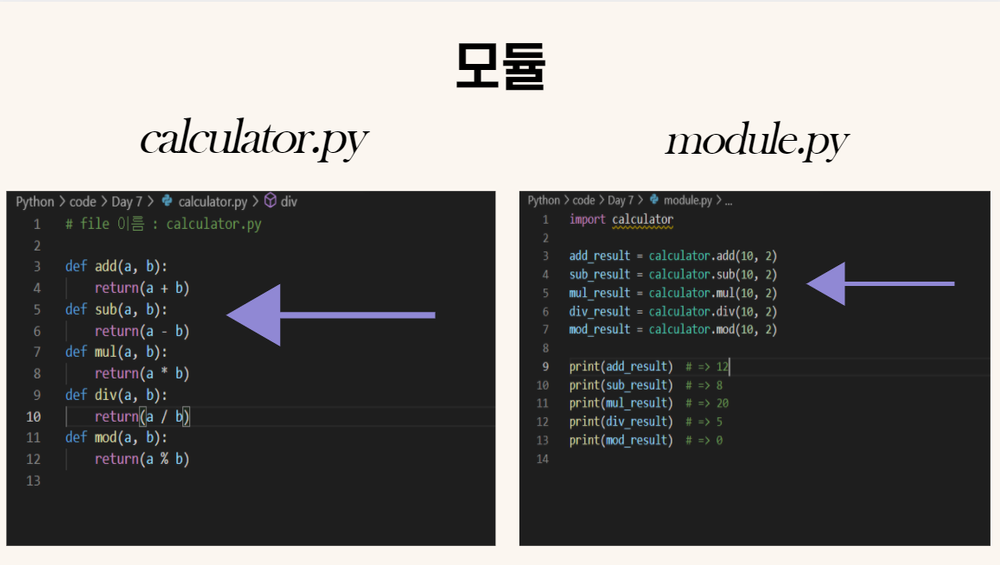 모듈
calculator.py
module.py
Python > code > Day 7 > calculator.py > div
1 # file 이름 : calculator.py
2
3 def add(a, b):
4 return(a + b)
5 def sub(a, b):
6 return(a - b)
7 def mul(a, b):
8 return(a * b)
9 def div(a, b):
10 return(a / b)
11 def mod(a, b):
12 return(a % b)
13
Python > code > Day 7 > module.py > ...
1 import calculator
2
3 add_result = calculator.add(10, 2)
4 sub_result = calculator.sub(10, 2)
5 mul_result = calculator.mul(10, 2)
6 div_result = calculator.div(10, 2)
7 mod_result = calculator.mod(10, 2)
8
9 print(add_result) # => 12
10 print(sub_result) # => 8
11 print(mul_result) # => 20
12 print(div_result) # => 5
13 print(mod_result) # => 0
14